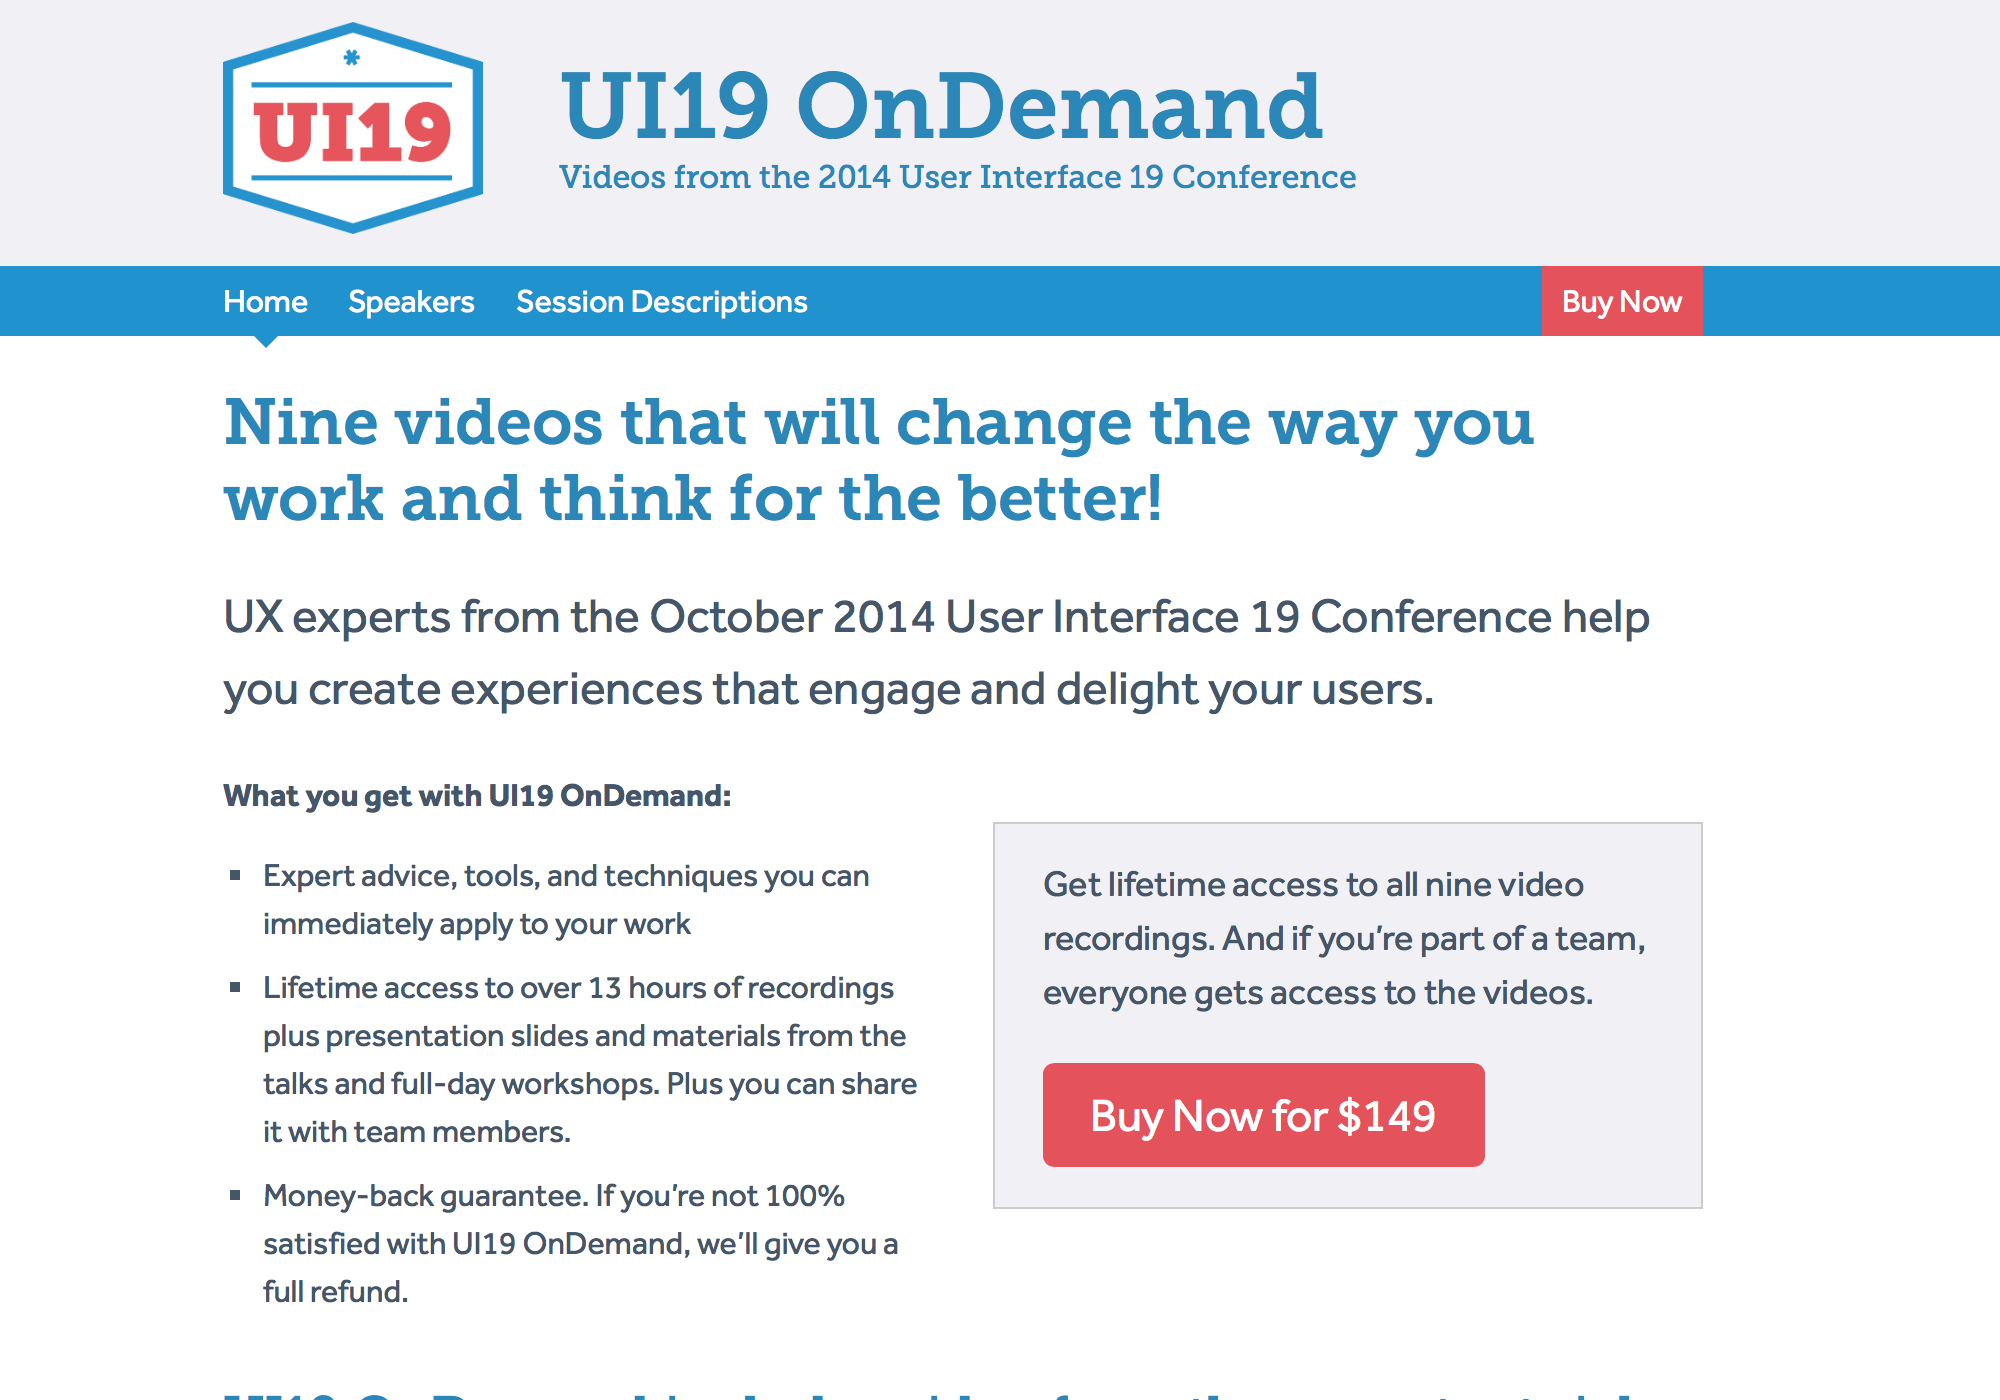 *
UI19
UI19 OnDemand
Videos from the 2014 User Interface 19 Conference
Home
Speakers
Session Descriptions
Buy Now
Nine videos that will change the way you
work and think for the better!
UX experts from the October 2014 User Interface 19 Conference help
you create experiences that engage and delight your users.
What you get with UI19 OnDemand:
▪ Expert advice, tools, and techniques you can
immediately apply to your work
▪ Lifetime access to over 13 hours of recordings
plus presentation slides and materials from the
talks and full-day workshops. Plus you can share
it with team members.
▪ Money-back guarantee. If you’re not 100%
satisfied with UI19 OnDemand, we’ll give you a
full refund.
Get lifetime access to all nine video
recordings. And if you’re part of a team,
everyone gets access to the videos.
Buy Now for $149